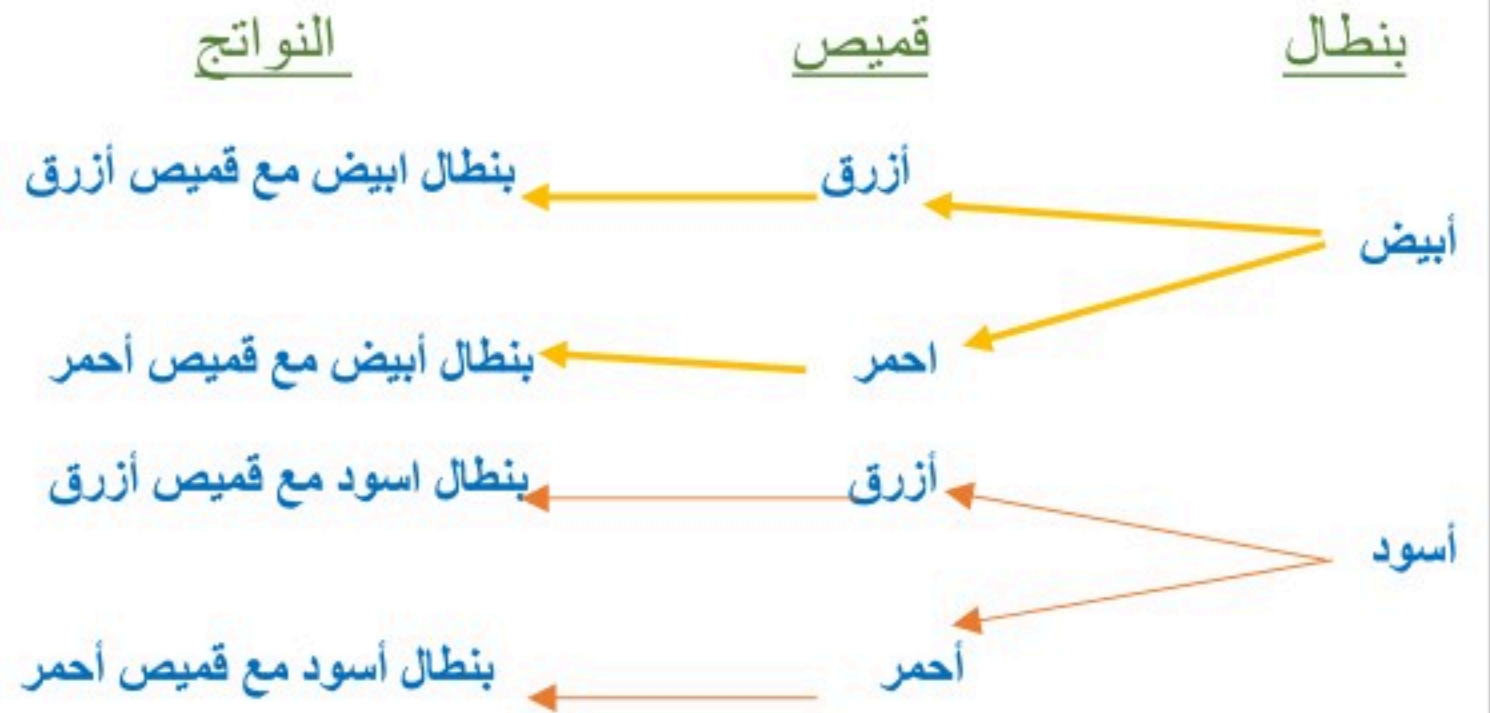 بنطال قميص النواتج
أزرق بنطال ابيض مع قميص أزرق
أبيض
احمر بنطال أبيض مع قميص أحمر
أزرق بنطال اسود مع قميص أزرق
أسود
أحمر بنطال أسود مع قميص أحمر